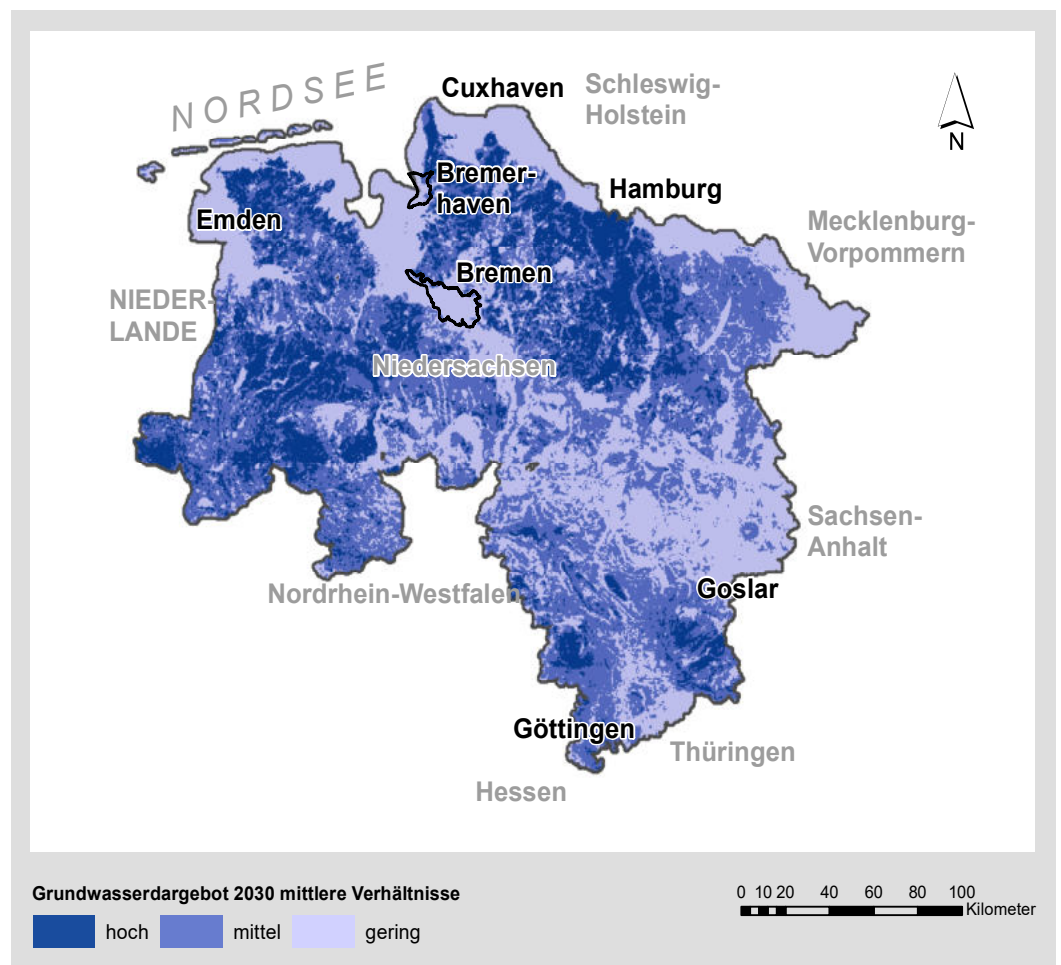 NORDSEE
Cuxhaven
Schleswig-
Holstein
N
Bremer-
haven
Hamburg
Emden
Mecklenburg-
Vorpommern
Bremen
NIEDER-
LANDE
Niedersachsen
Sachsen-
Anhalt
Goslar
Nordrhein-Westfalen
Göttingen
Thüringen
Hessen
Grundwasserdargebot 2030 mittlere Verhältnisse
hoch mittel gering
0 10 20 40 60 80 100
Kilometer